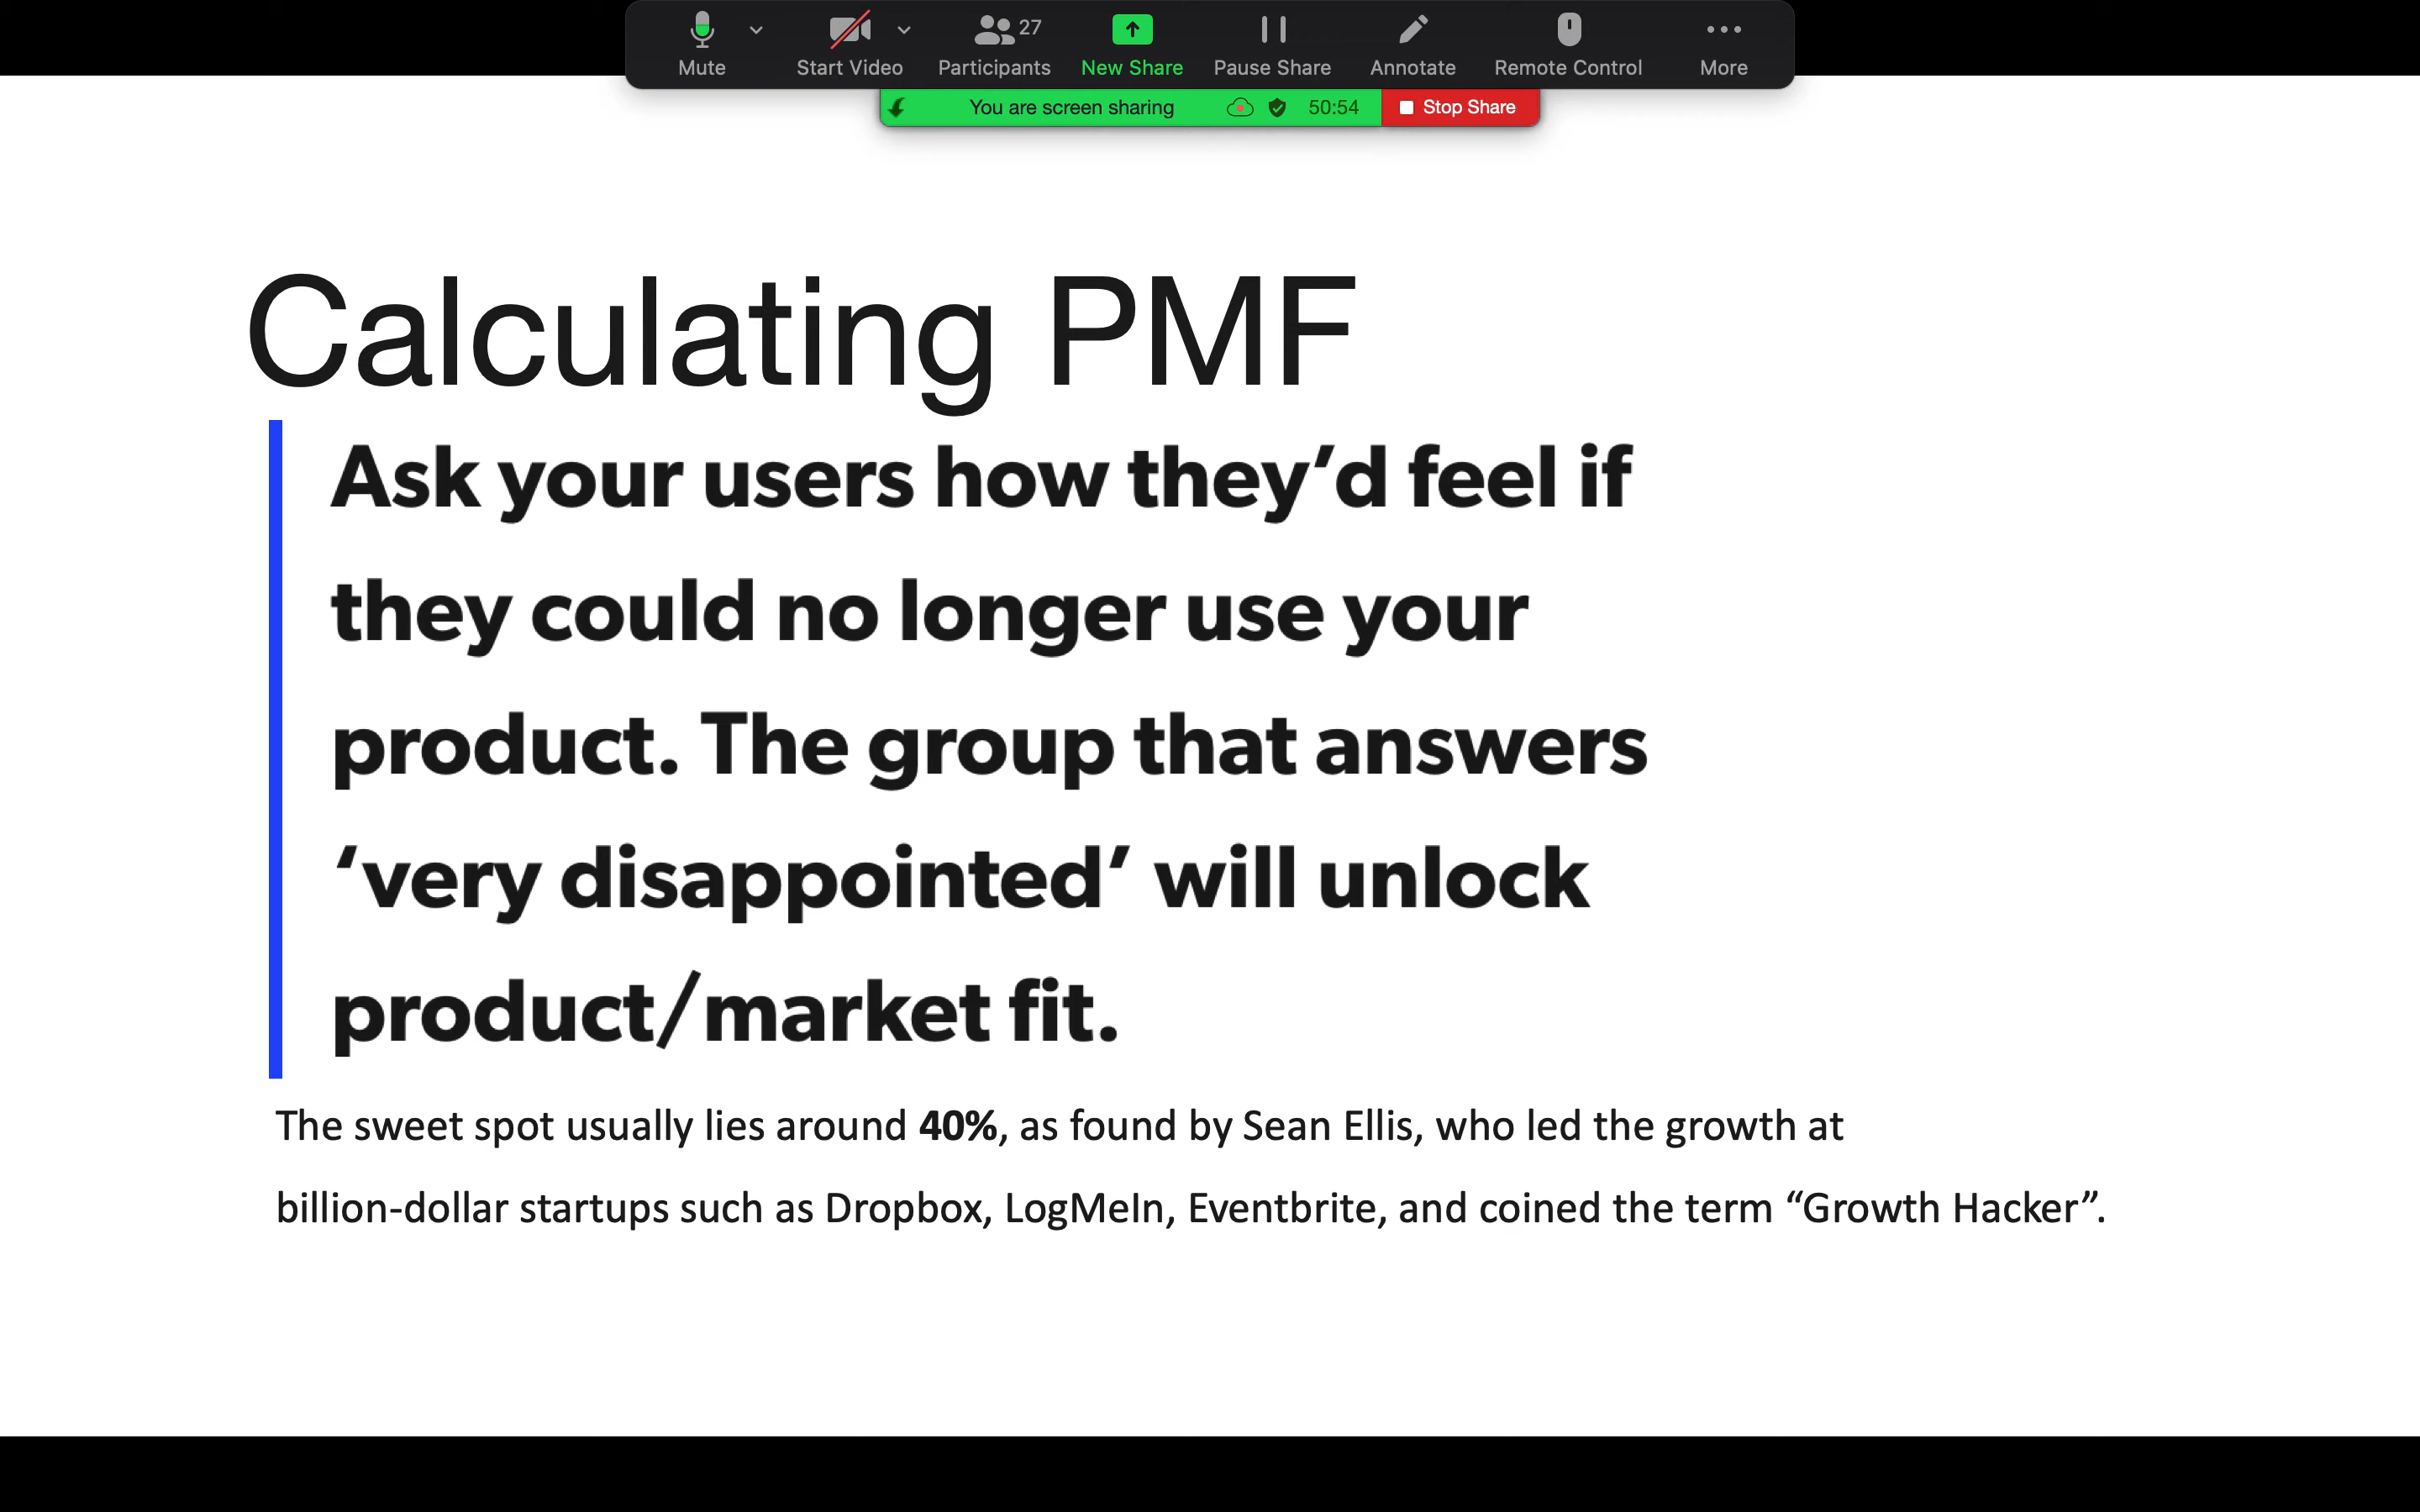 27
Mute
Start Video
Participants
New Share
Pause Share
Annotate
Remote Control
More
You are screen sharing
50:54
Stop Share
Calculating PMF
Ask your users how they’d feel if
they could no longer use your
product. The group that answers
‘very disappointed’ will unlock
product/market fit.
The sweet spot usually lies around 40%, as found by Sean Ellis, who led the growth at
billion-dollar startups such as Dropbox, LogMeIn, Eventbrite, and coined the term “Growth Hacker”.